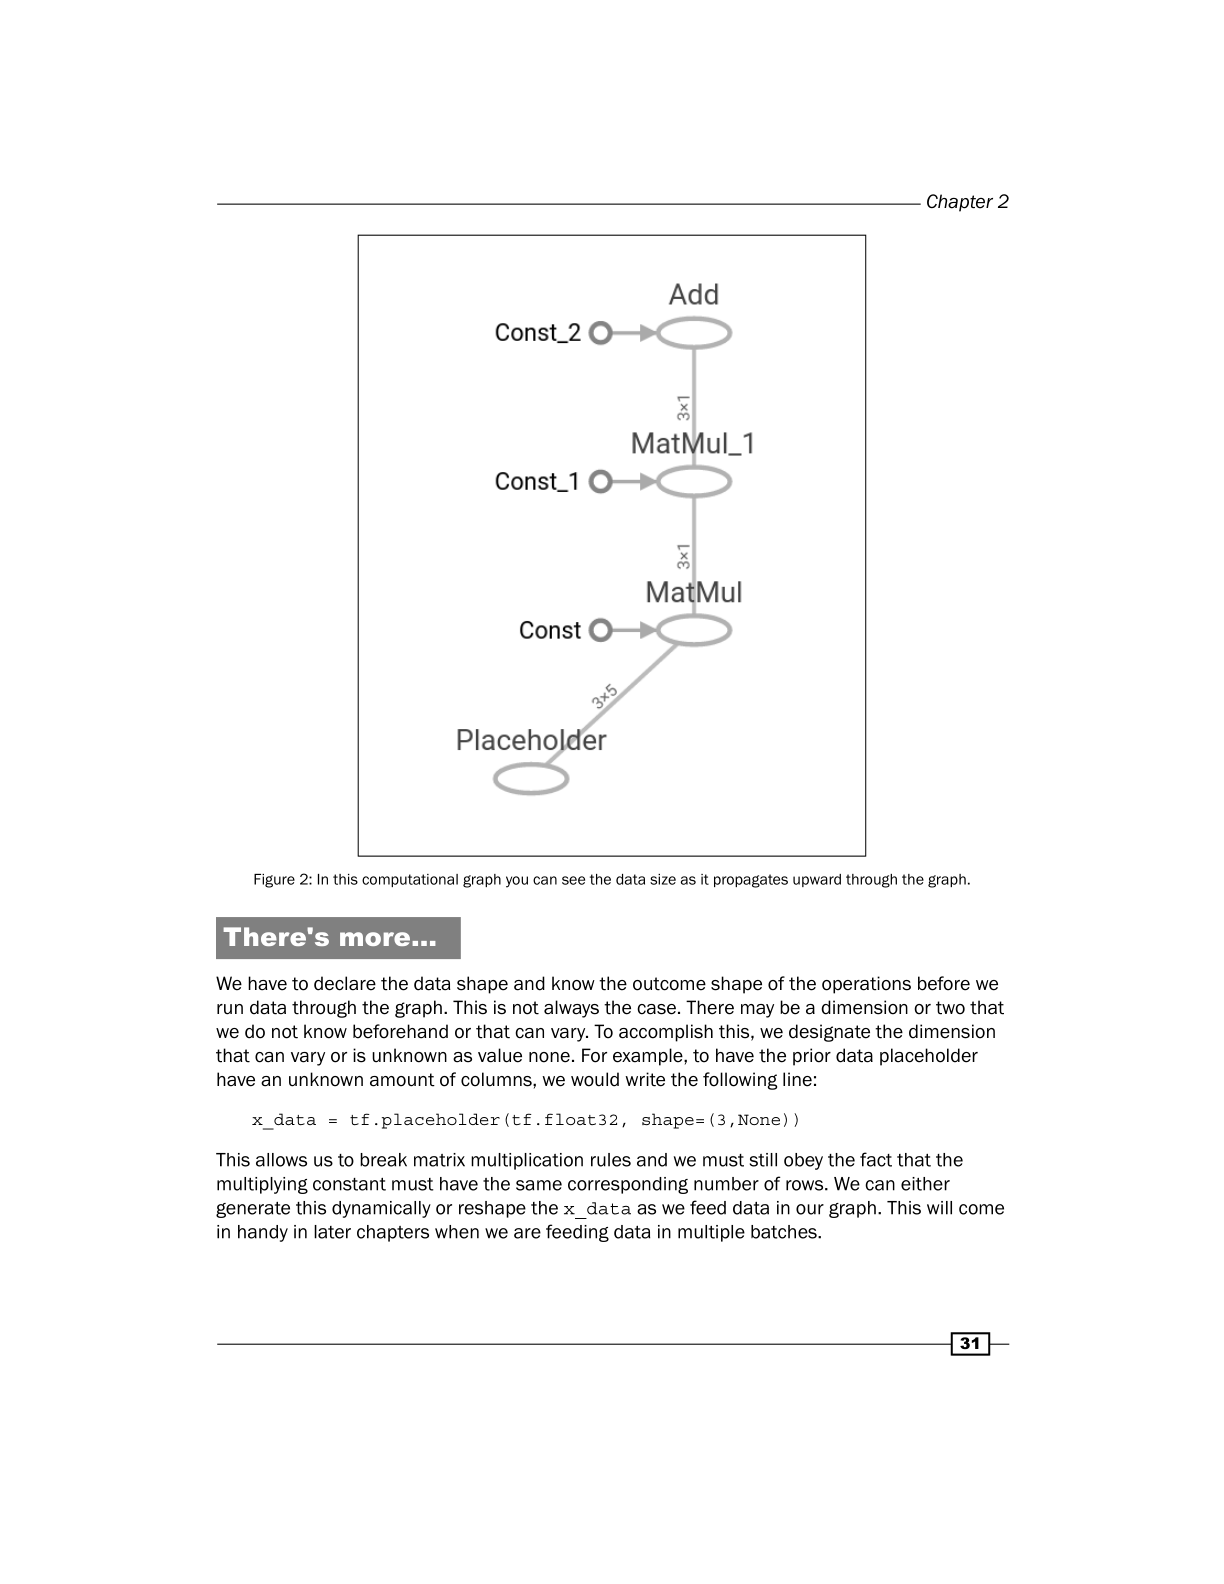 Chapter 2
Add
Const_2
3×1
MatMul_1
Const_1
3×1
MatMul
Const
3×5
Placeholder
Figure 2: In this computational graph you can see the data size as it propagates upward through the graph.
There's more…
We have to declare the data shape and know the outcome shape of the operations before we
run data through the graph. This is not always the case. There may be a dimension or two that
we do not know beforehand or that can vary. To accomplish this, we designate the dimension
that can vary or is unknown as value none. For example, to have the prior data placeholder
have an unknown amount of columns, we would write the following line:
x_data = tf.placeholder(tf.float32, shape=(3,None))
This allows us to break matrix multiplication rules and we must still obey the fact that the
multiplying constant must have the same corresponding number of rows. We can either
generate this dynamically or reshape the x_data as we feed data in our graph. This will come
in handy in later chapters when we are feeding data in multiple batches.
31